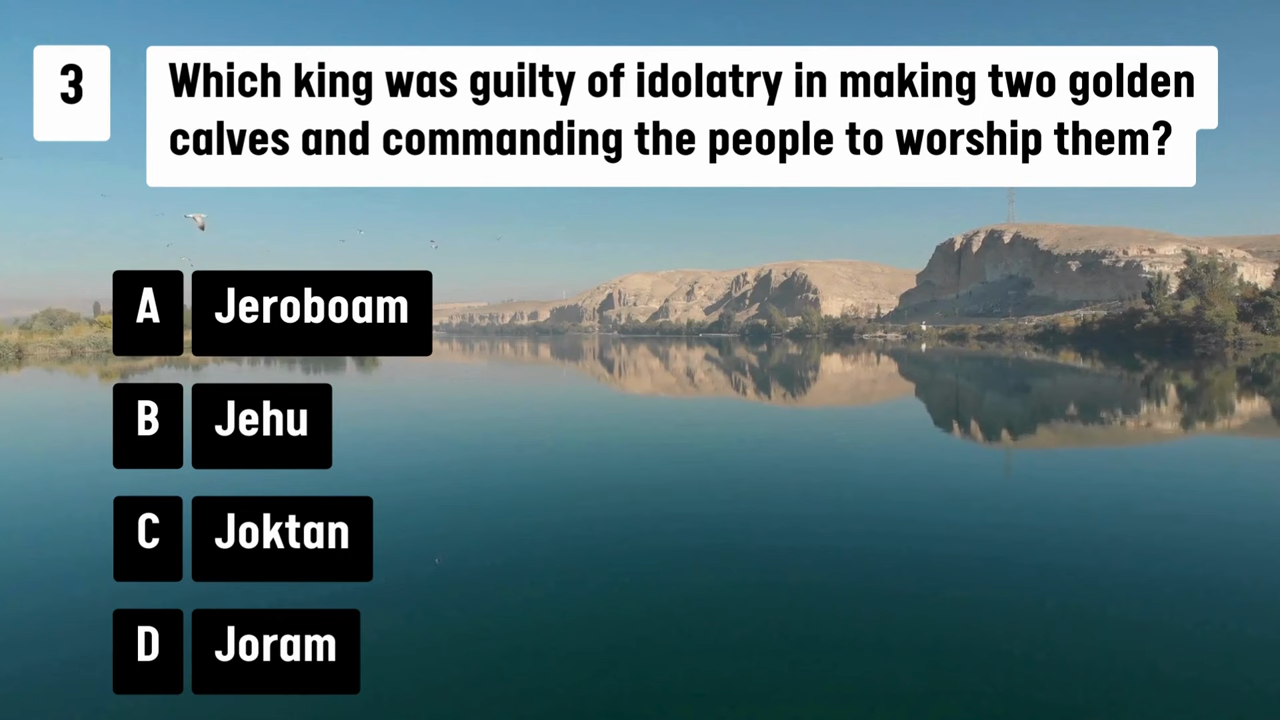 3
Which king was guilty of idolatry in making two golden
calves and commanding the people to worship them?
A Jeroboam
B Jehu
C Joktan
D Joram